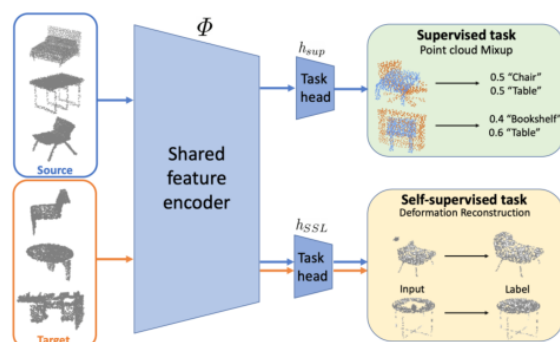 Source
Target
Φ
Shared
feature
encoder
h_sup
Task
head
h_SSL
Task
head
Supervised task
Point cloud Mixup
0.5 “Chair”
0.5 “Table”
0.4 “Bookshelf”
0.6 “Table”
Self-supervised task
Deformation Reconstruction
Input
Label